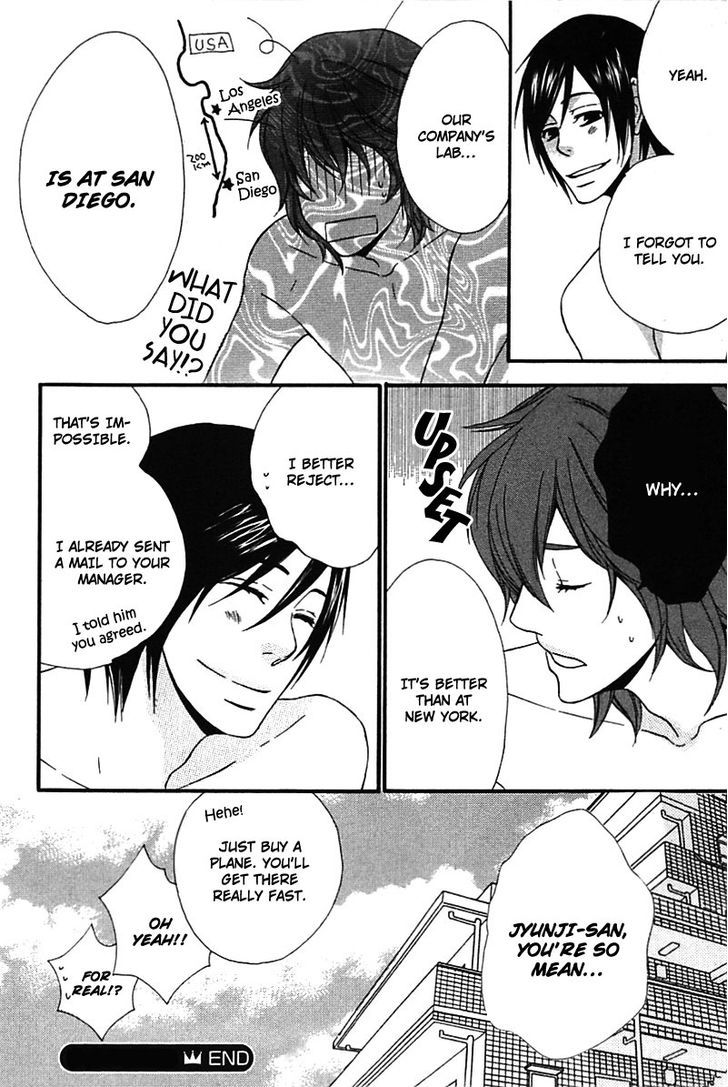 YEAH.
I FORGOT TO
TELL YOU.
OUR
COMPANY'S
LAB...
USA
Los
Angeles
200
km
San
Diego
IS AT SAN
DIEGO.
WHAT
DID
YOU
SAY!?
WHY...
UPSET
IT'S BETTER
THAN AT
NEW YORK.
I BETTER
REJECT...
THAT'S IM-
POSSIBLE.
I ALREADY SENT
A MAIL TO YOUR
MANAGER.
I told him
you agreed.
JYUNJI-SAN,
YOU'RE SO
MEAN...
Hehe!
JUST BUY A
PLANE. YOU'LL
GET THERE
REALLY FAST.
OH
YEAH!!
FOR
REAL!?
END